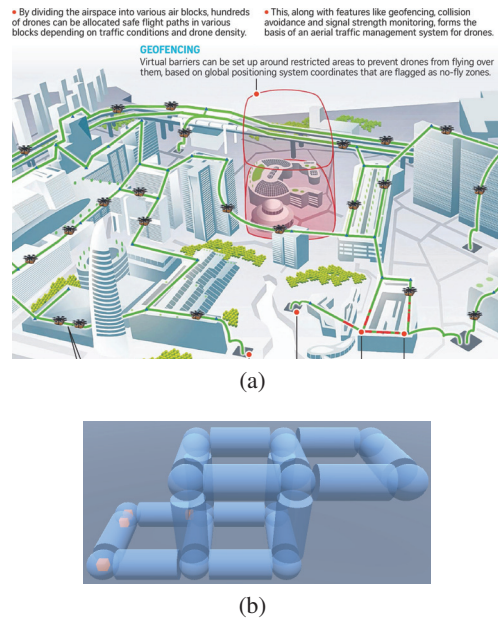 • By dividing the airspace into various air blocks, hundreds
of drones can be allocated safe flight paths in various
blocks depending on traffic conditions and drone density.
• This, along with features like geofencing, collision
avoidance and signal strength monitoring, forms the
basis of an aerial traffic management system for drones.
GEOFENCING
Virtual barriers can be set up around restricted areas to prevent drones from flying over
them, based on global positioning system coordinates that are flagged as no-fly zones.
(a)
(b)